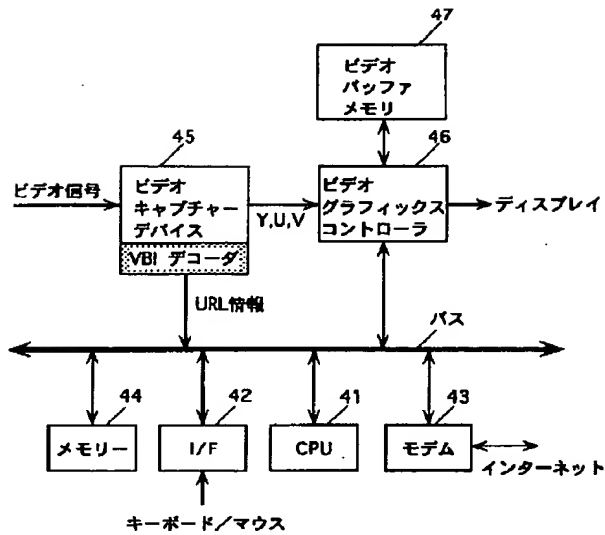 47
ビデオ
バッファ
メモリ
45
46
ビデオ信号
ビデオ
キャプチャー
デバイス
VBI デコーダ
Y,U,V
ビデオ
グラフィックス
コントローラ
ディスプレイ
URL情報
バス
44
42
41
43
メモリー
I/F
CPU
モデム
インターネット
キーボード/マウス